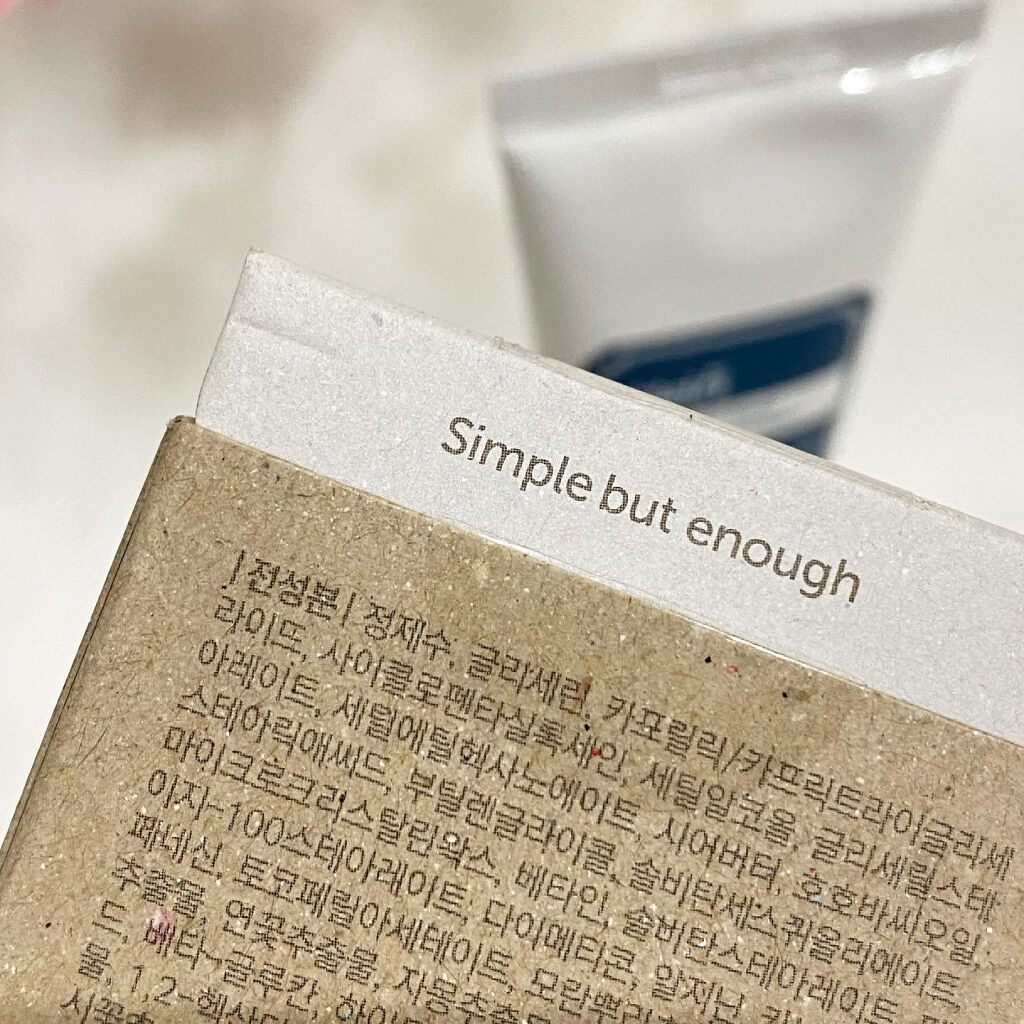 Simple but enough
|전성분| 정제수, 글리세린, 카프릴릭/카프릭트라이글리세
라이드, 사이클로펜타실록세인, 세틸알코올, 글리세릴스테
아레이트, 세틸에틸헥사노에이트, 시어버터, 호호바씨오일,
스테아릭애씨드, 부틸렌글라이콜, 솔비탄세스퀴올리에이트,
마이크로크리스탈린왁스, 베타인, 솔비탄스테아레이트,
이지-100스테아레이트, 다이메티콘, 알지닌,
페네신, 토코페릴아세테이트, 모란뿌리
추출물, 연꽃추출물, 자몽추출
드, 베타-글루칸,
물, 1,2-헥산